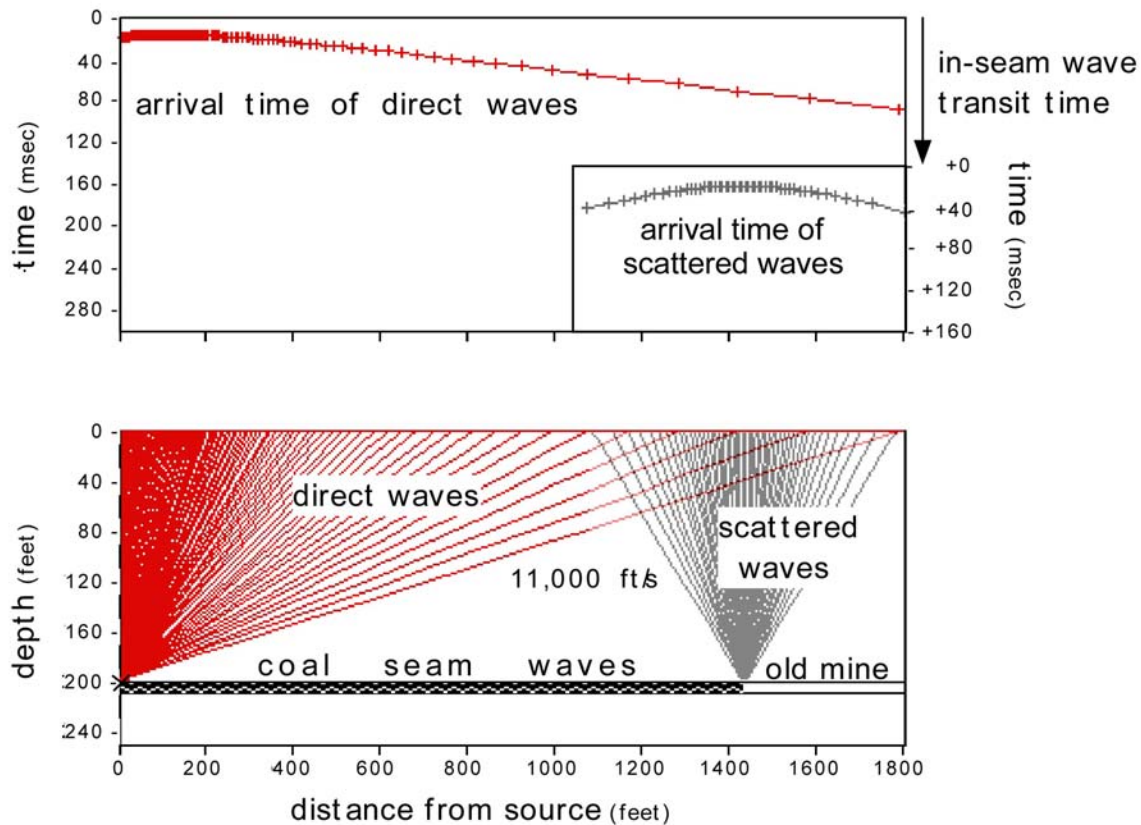 0
40
80
120
160
200
240
280
time (msec)
arrival time of direct waves
in-seam wave
transit time
arrival time of
scattered waves
+0
+40
+80
+120
+160
time (msec)
0
40
80
120
160
200
240
depth (feet)
direct waves
scattered
waves
11,000 ft/s
coal seam waves
old mine
0 200 400 600 800 1000 1200 1400 1600 1800
distance from source (feet)